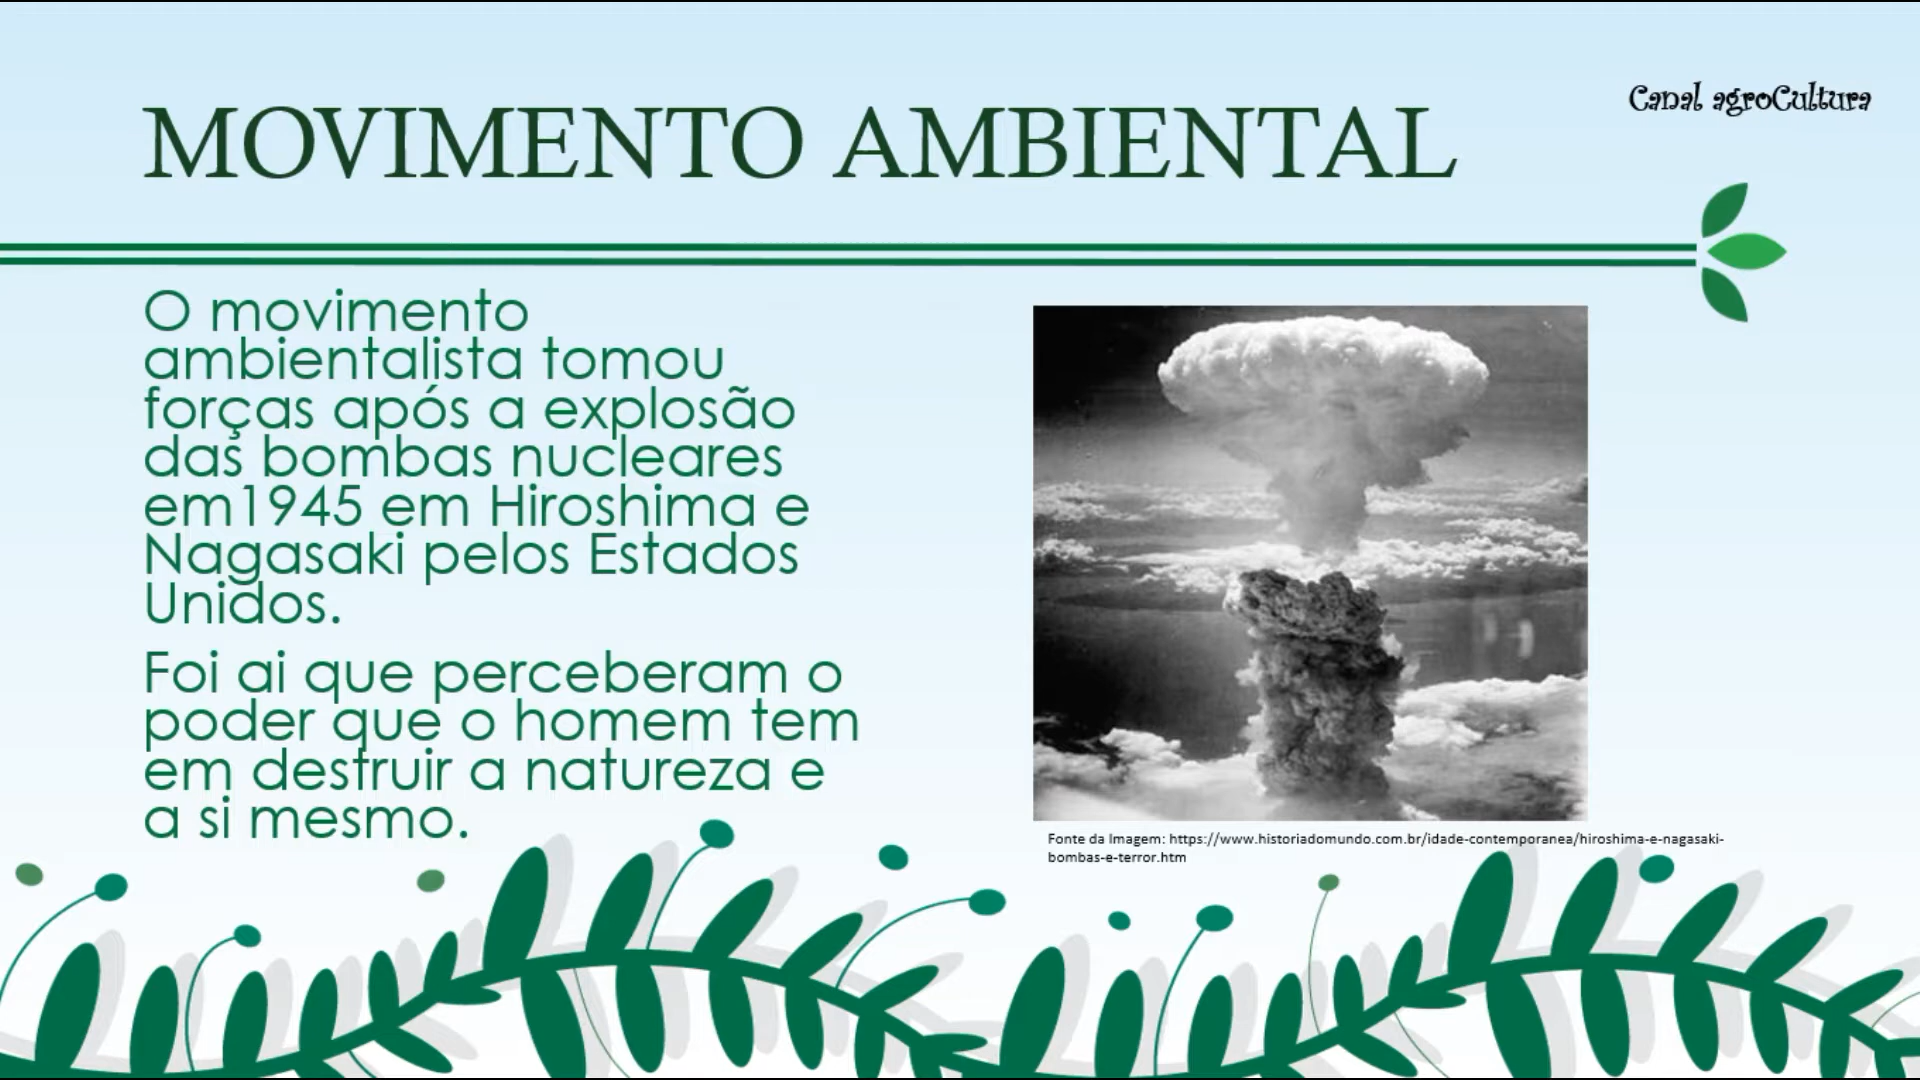 Canal agroCultura
MOVIMENTO AMBIENTAL
O movimento
ambientalista tomou
forças após a explosão
das bombas nucleares
em1945 em Hiroshima e
Nagasaki pelos Estados
Unidos.
Foi ai que perceberam o
poder que o homem tem
em destruir a natureza e
a si mesmo.
Fonte da Imagem: https://www.historiadomundo.com.br/idade-contemporanea/hiroshima-e-nagasaki-
bombas-e-terror.htm